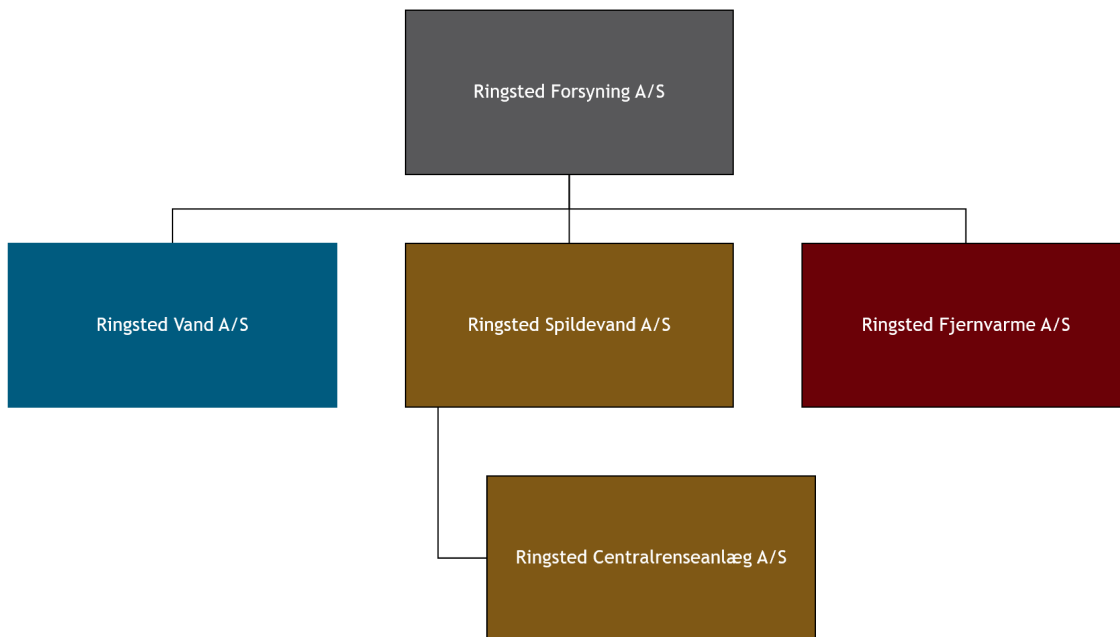 Ringsted Forsyning A/S
Ringsted Vand A/S
Ringsted Spildevand A/S
Ringsted Fjernvarme A/S
Ringsted Centralrenseanlæg A/S